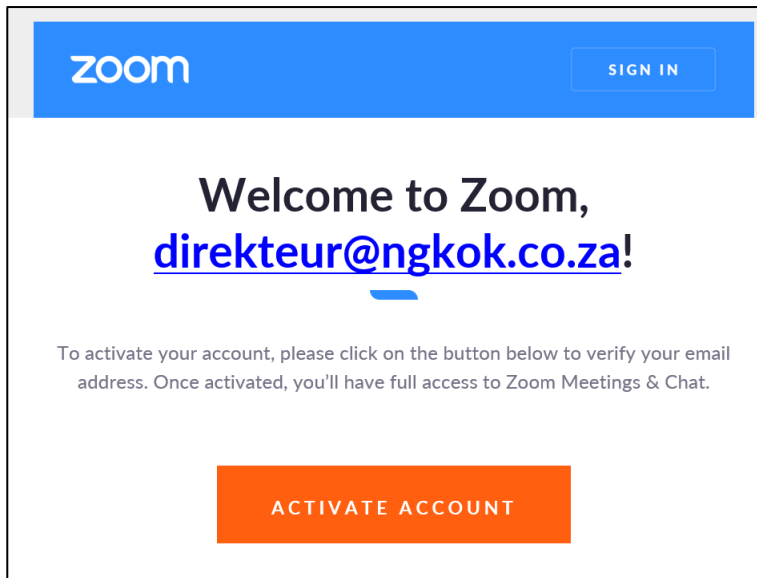 zoom
SIGN IN
Welcome to Zoom,
direkteur@ngkok.co.za!
To activate your account, please click on the button below to verify your email
address. Once activated, you'll have full access to Zoom Meetings & Chat.
ACTIVATE ACCOUNT